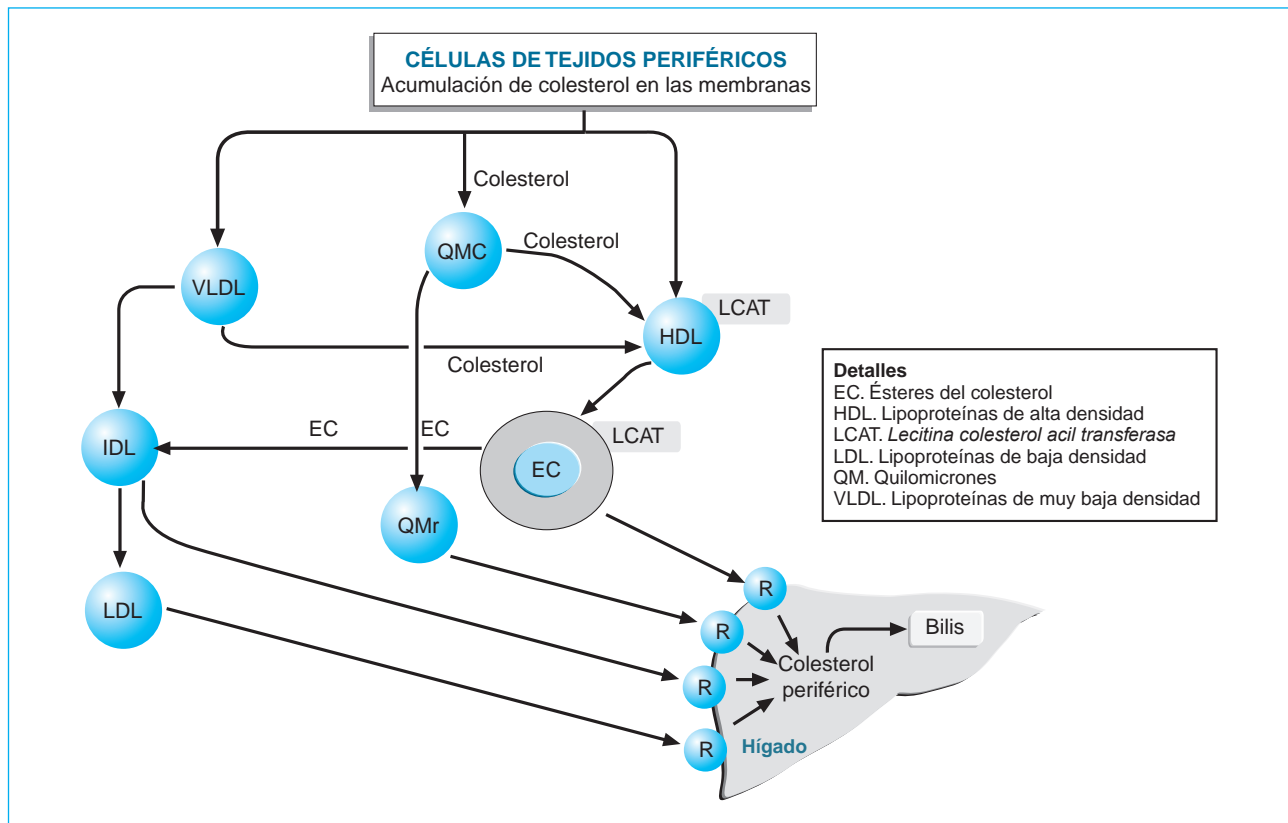 CÉLULAS DE TEJIDOS PERIFÉRICOS
Acumulación de colesterol en las membranas
Colesterol
QMC
Colesterol
VLDL
LCAT
HDL
Colesterol
Detalles
EC. Ésteres del colesterol
HDL. Lipoproteínas de alta densidad
LCAT. Lecitina colesterol acil transferasa
LDL. Lipoproteínas de baja densidad
QM. Quilomicrones
VLDL. Lipoproteínas de muy baja densidad
IDL
EC
EC
LCAT
EC
QMr
LDL
R
R
R
R
Colesterol
periférico
Bilis
Hígado